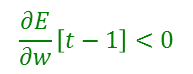 ∂E/∂w [t − 1] < 0